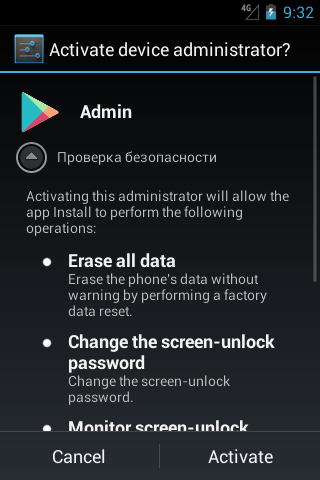 4G 9:32
Activate device administrator?
Admin
Проверка безопасности
Activating this administrator will allow the
app Install to perform the following
operations:
Erase all data
Erase the phone's data without
warning by performing a factory
data reset.
Change the screen-unlock
password
Change the screen-unlock
password.
Monitor screen-unlock
Cancel Activate